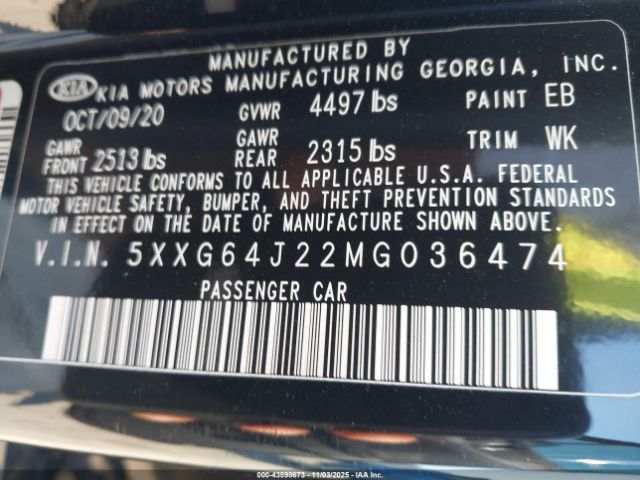 MANUFACTURED BY
KIA KIA MOTORS MANUFACTURING GEORGIA, INC.
OCT/09/20 GVWR 4497 lbs PAINT EB
GAWR FRONT 2513 lbs GAWR REAR 2315 lbs TRIM WK
THIS VEHICLE CONFORMS TO ALL APPLICABLE U.S.A. FEDERAL
MOTOR VEHICLE SAFETY, BUMPER, AND THEFT PREVENTION STANDARDS
IN EFFECT ON THE DATE OF MANUFACTURE SHOWN ABOVE.
V.I.N. 5XXG64J22MG036474
PASSENGER CAR
000-43598673 - 11/03/2025 - IAAI.COM